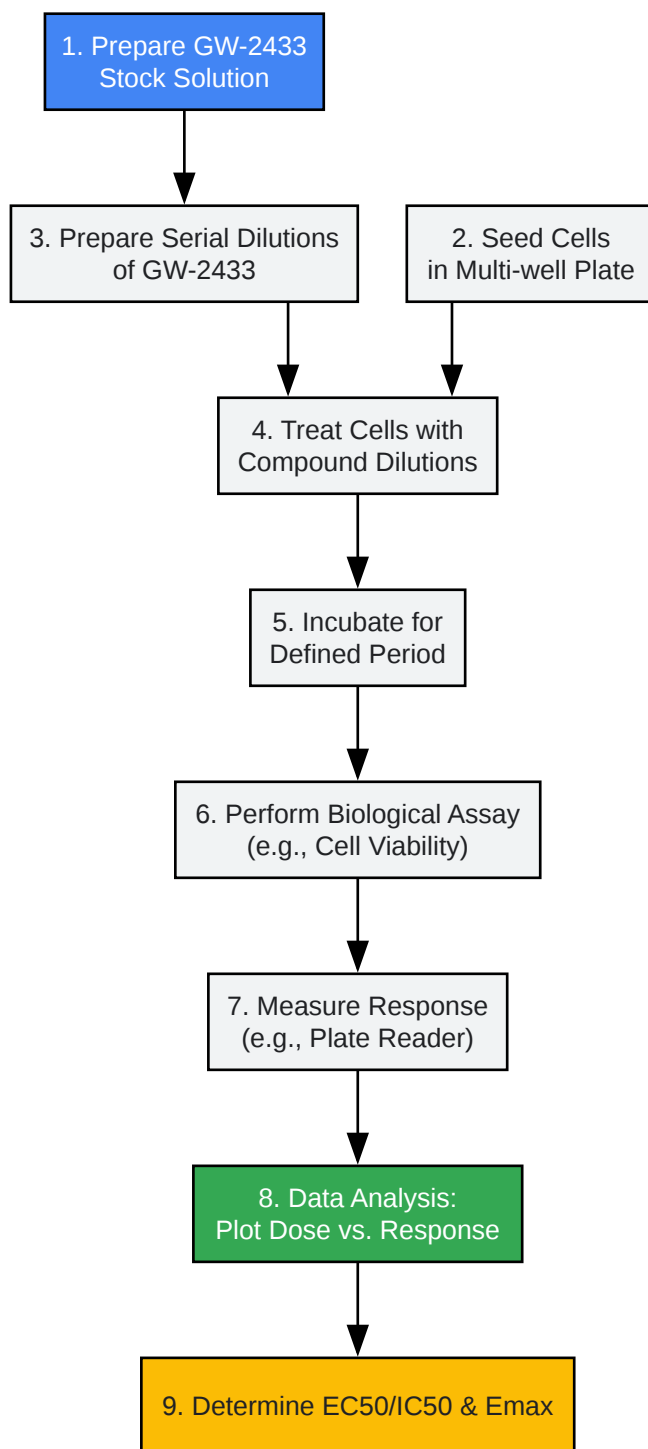 1. Prepare GW-2433
Stock Solution
3. Prepare Serial Dilutions
of GW-2433
2. Seed Cells
in Multi-well Plate
4. Treat Cells with
Compound Dilutions
5. Incubate for
Defined Period
6. Perform Biological Assay
(e.g., Cell Viability)
7. Measure Response
(e.g., Plate Reader)
8. Data Analysis:
Plot Dose vs. Response
9. Determine EC50/IC50 & Emax